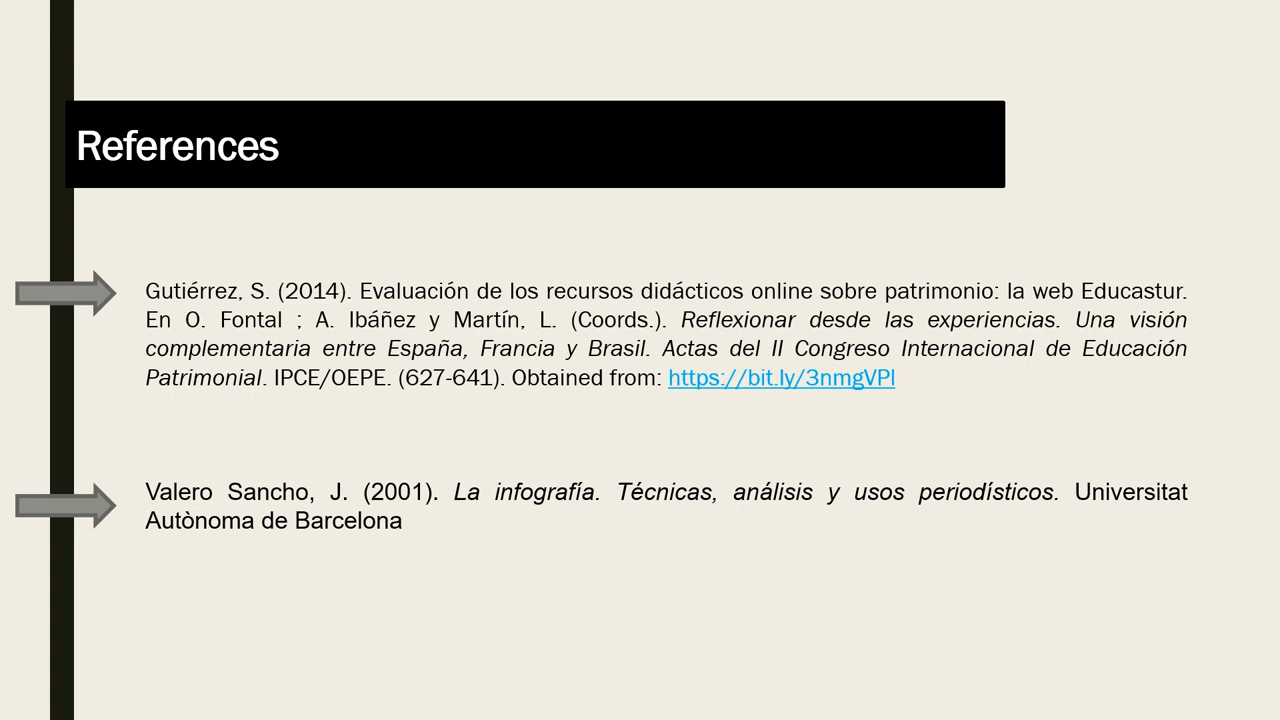 References
Gutiérrez, S. (2014). Evaluación de los recursos didácticos online sobre patrimonio: la web Educastur.
En O. Fontal ; A. Ibáñez y Martín, L. (Coords.). Reflexionar desde las experiencias. Una visión
complementaria entre España, Francia y Brasil. Actas del II Congreso Internacional de Educación
Patrimonial. IPCE/OEPE. (627-641). Obtained from: https://bit.ly/3nmgVPl
Valero Sancho, J. (2001). La infografía. Técnicas, análisis y usos periodísticos. Universitat
Autònoma de Barcelona